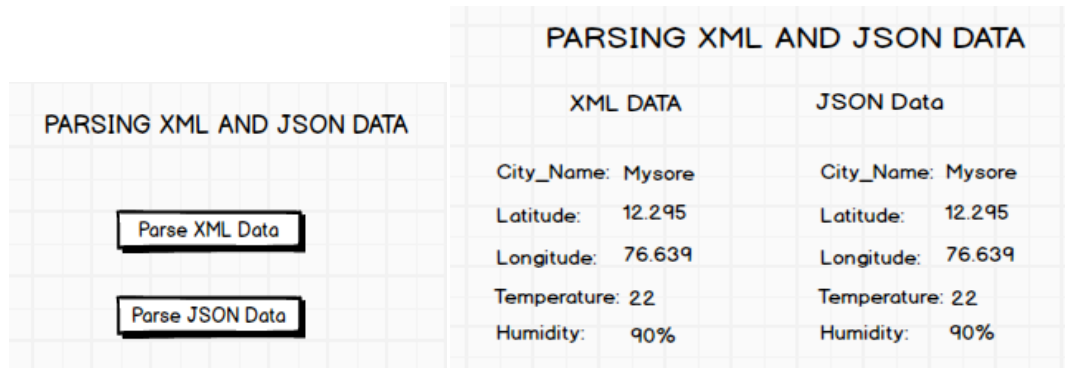 PARSING XML AND JSON DATA
Parse XML Data
Parse JSON Data
PARSING XML AND JSON DATA
XML DATA
City_Name: Mysore
Latitude: 12.295
Longitude: 76.639
Temperature: 22
Humidity: 90%
JSON Data
City_Name: Mysore
Latitude: 12.295
Longitude: 76.639
Temperature: 22
Humidity: 90%